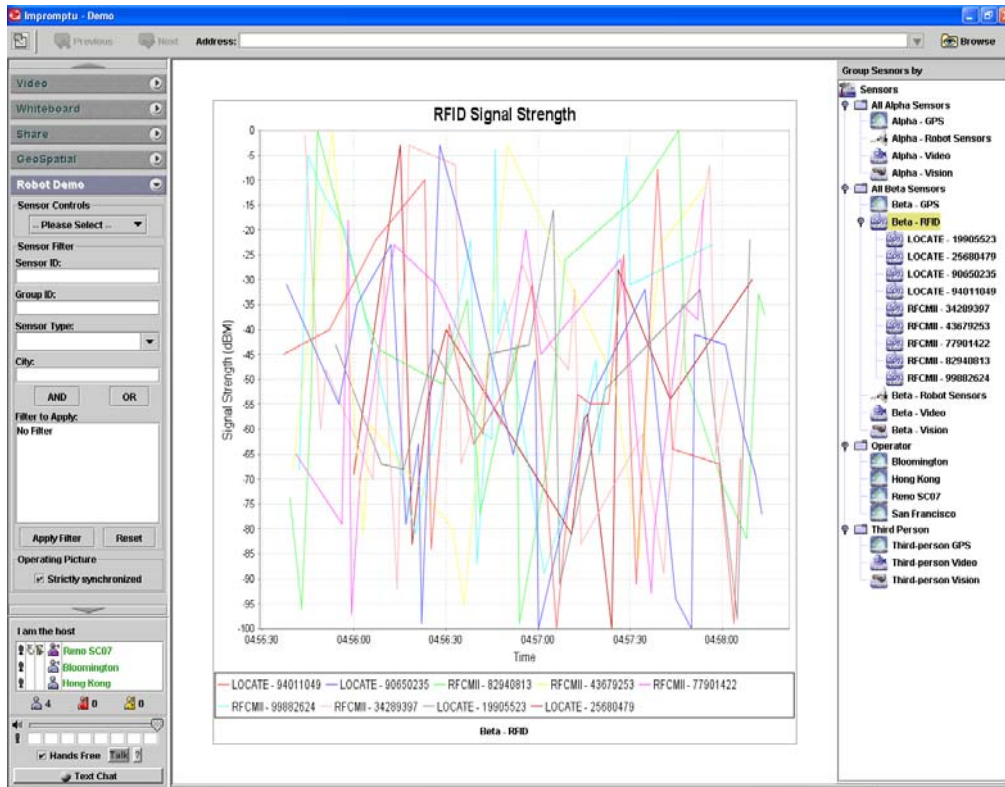 Impromptu - Demo
Previous
Next
Address:
Browse
Video
Whiteboard
Share
GeoSpatial
Robot Demo
Sensor Controls
-- Please Select --
Sensor Filter
Sensor ID:
Group ID:
Sensor Type:
City:
AND
OR
Filter to Apply:
No Filter
Apply Filter
Reset
Operating Picture
Strictly synchronized
I am the host
Reno SC07
Bloomington
Hong Kong
4
0
0
Hands Free
Talk
?
Text Chat
RFID Signal Strength
Signal Strength (dBM)
0
-5
-10
-15
-20
-25
-30
-35
-40
-45
-50
-55
-60
-65
-70
-75
-80
-85
-90
-95
-100
04:55:30
04:56:00
04:56:30
04:57:00
04:57:30
04:58:00
Time
LOCATE - 94011049
LOCATE - 90650235
RFCMII - 82940813
RFCMII - 43679253
RFCMII - 77901422
RFCMII - 99882624
RFCMII - 34289397
LOCATE - 19905523
LOCATE - 25680479
Beta - RFID
Group Sesnors by
Sensors
All Alpha Sensors
Alpha - GPS
Alpha - Robot Sensors
Alpha - Video
Alpha - Vision
All Beta Sensors
Beta - GPS
Beta - RFID
LOCATE - 19905523
LOCATE - 25680479
LOCATE - 90650235
LOCATE - 94011049
RFCMII - 34289397
RFCMII - 43679253
RFCMII - 77901422
RFCMII - 82940813
RFCMII - 99882624
Beta - Robot Sensors
Beta - Video
Beta - Vision
Operator
Bloomington
Hong Kong
Reno SC07
San Francisco
Third Person
Third-person GPS
Third-person Video
Third-person Vision